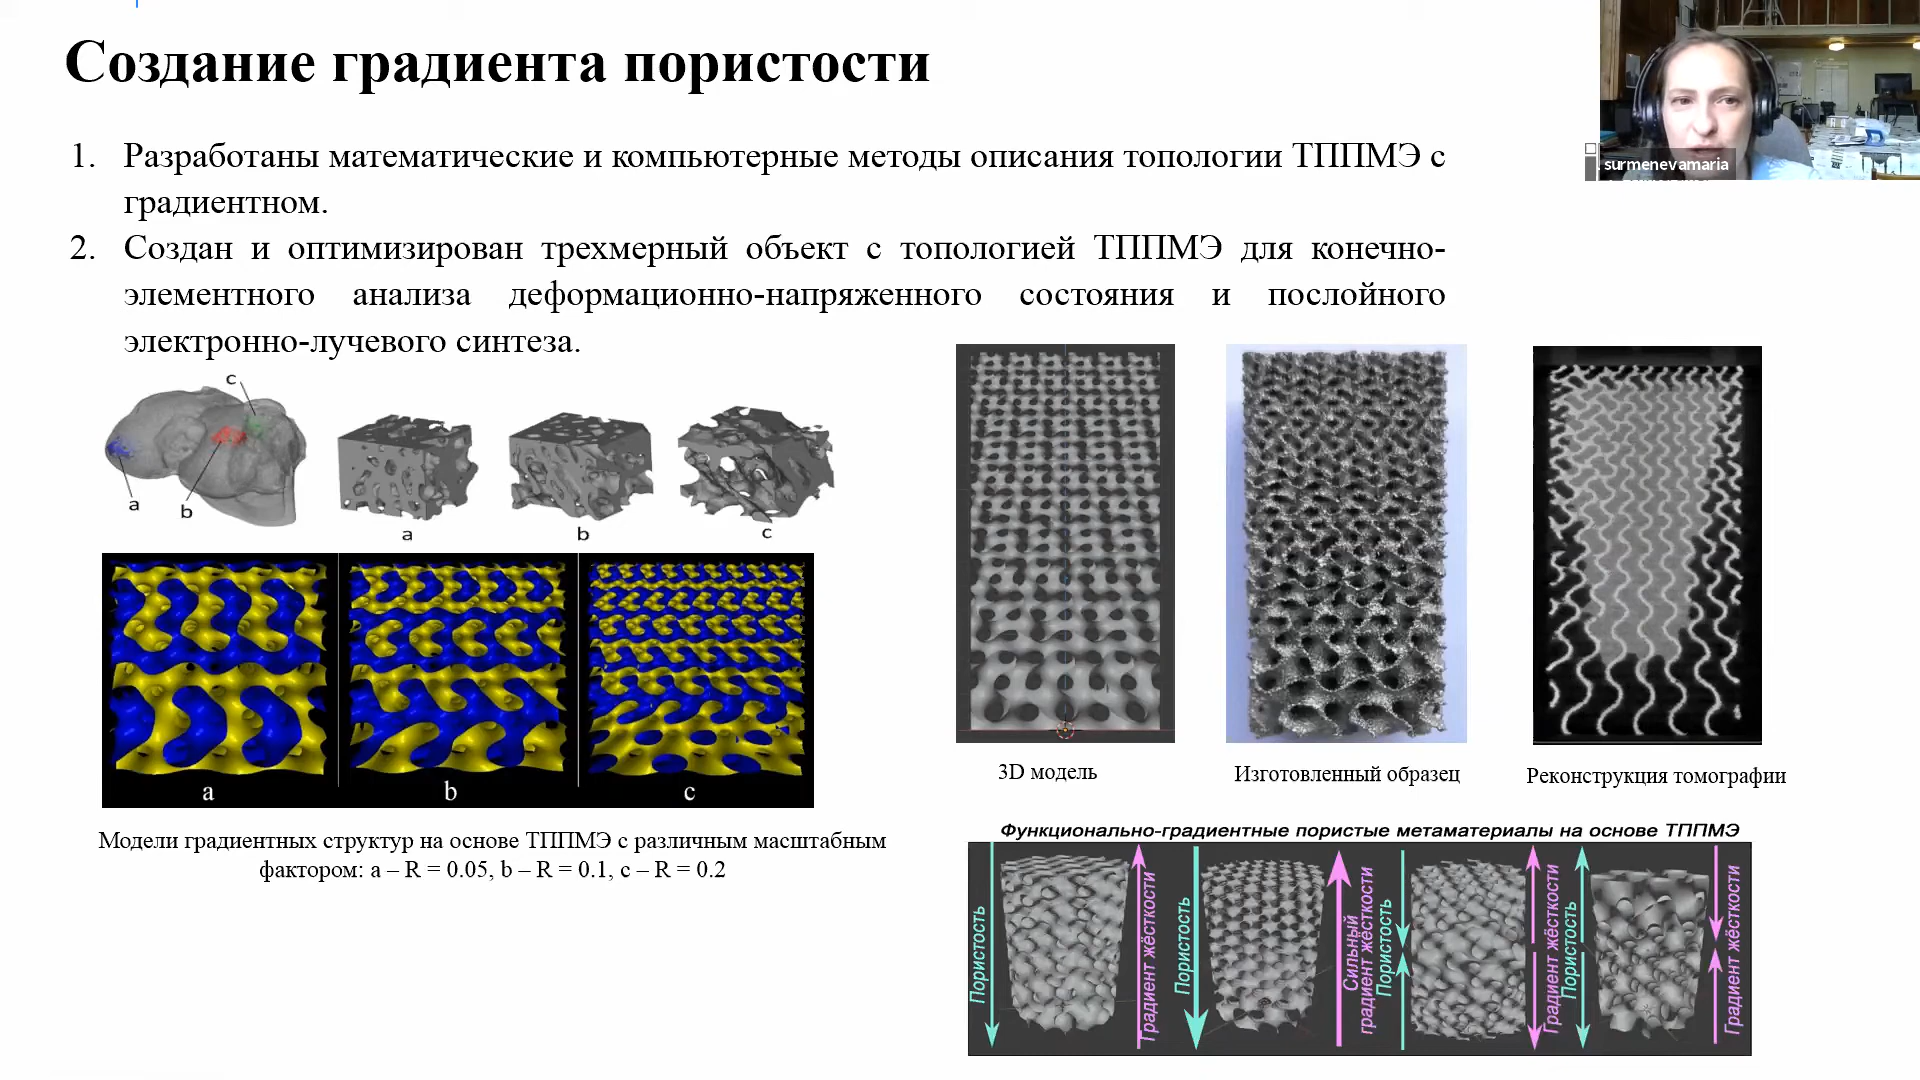 Создание градиента пористости
surmenevamaria
1. Разработаны математические и компьютерные методы описания топологии ТППМЭ с
градиентном.
2. Создан и оптимизирован трехмерный объект с топологией ТППМЭ для конечно-
элементного анализа деформационно-напряженного состояния и послойного
электронно-лучевого синтеза.
c
a
b
a
b
c
a
b
c
Модели градиентных структур на основе ТППМЭ с различным масштабным
фактором: a – R = 0.05, b – R = 0.1, c – R = 0.2
3D модель
Изготовленный образец
Реконструкция томографии
Функционально-градиентные пористые метаматериалы на основе ТППМЭ
Пористость
Градиент жёсткости
Пористость
Сильный
градиент жёсткости
Пористость
Градиент жёсткости
Пористость
Градиент жёсткости